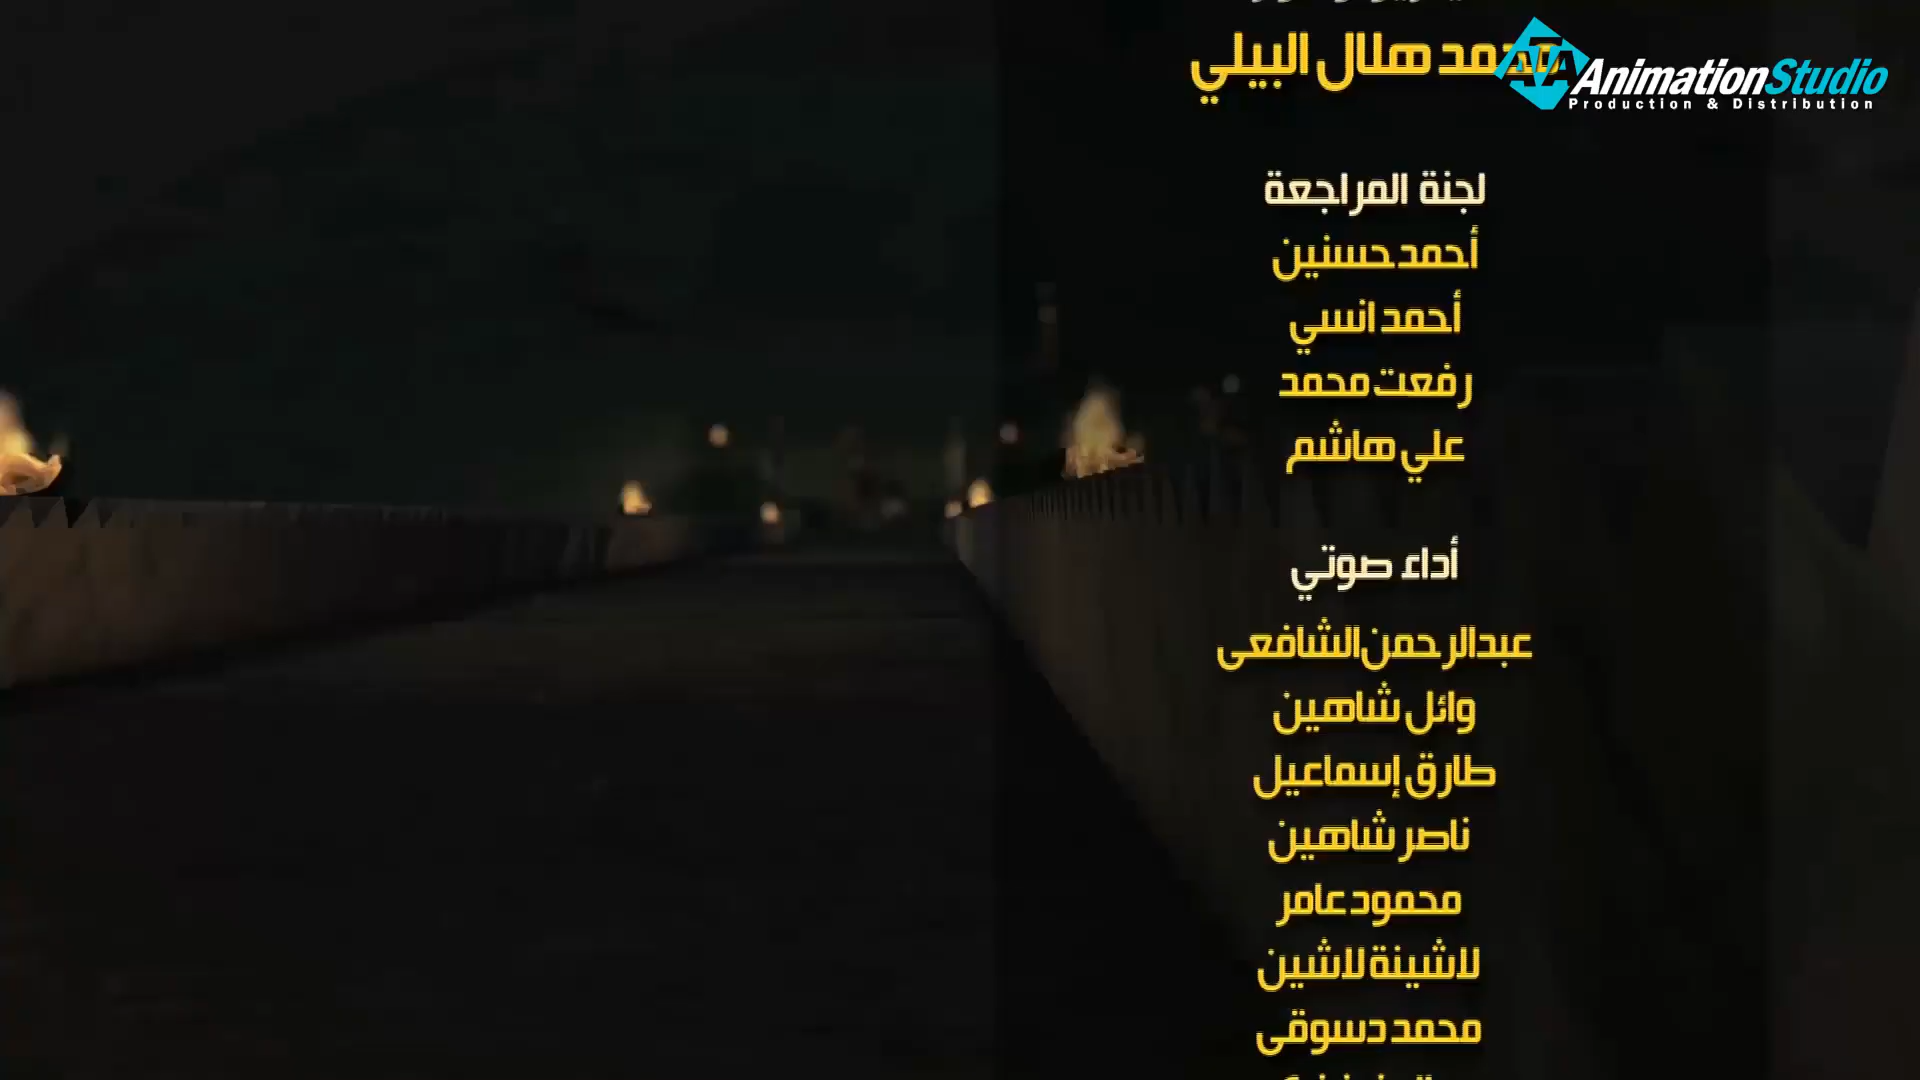 محمد هلال البيلي
ATA
AnimationStudio
Production & Distribution
لجنة المراجعة
أحمد حسنين
أحمد انسي
رفعت محمد
علي هاشم
أداء صوتي
عبدالرحمن الشافعى
وائل شاهين
طارق إسماعيل
ناصر شاهين
محمود عامر
لاشينة لاشين
محمد دسوقى